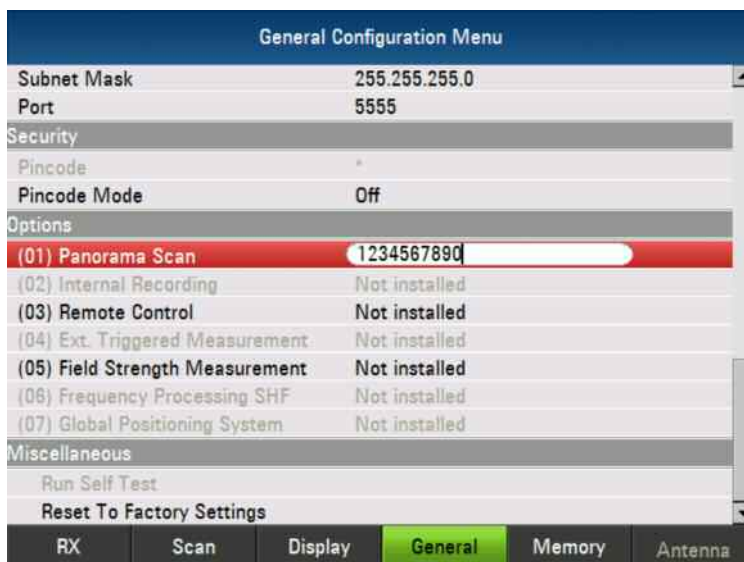 General Configuration Menu
Subnet Mask 255.255.255.0
Port 5555
Security
Pincode *
Pincode Mode Off
Options
(01) Panorama Scan 1234567890
(02) Internal Recording Not installed
(03) Remote Control Not installed
(04) Ext. Triggered Measurement Not installed
(05) Field Strength Measurement Not installed
(06) Frequency Processing SHF Not installed
(07) Global Positioning System Not installed
Miscellaneous
Run Self Test
Reset To Factory Settings
RX Scan Display General Memory Antenna